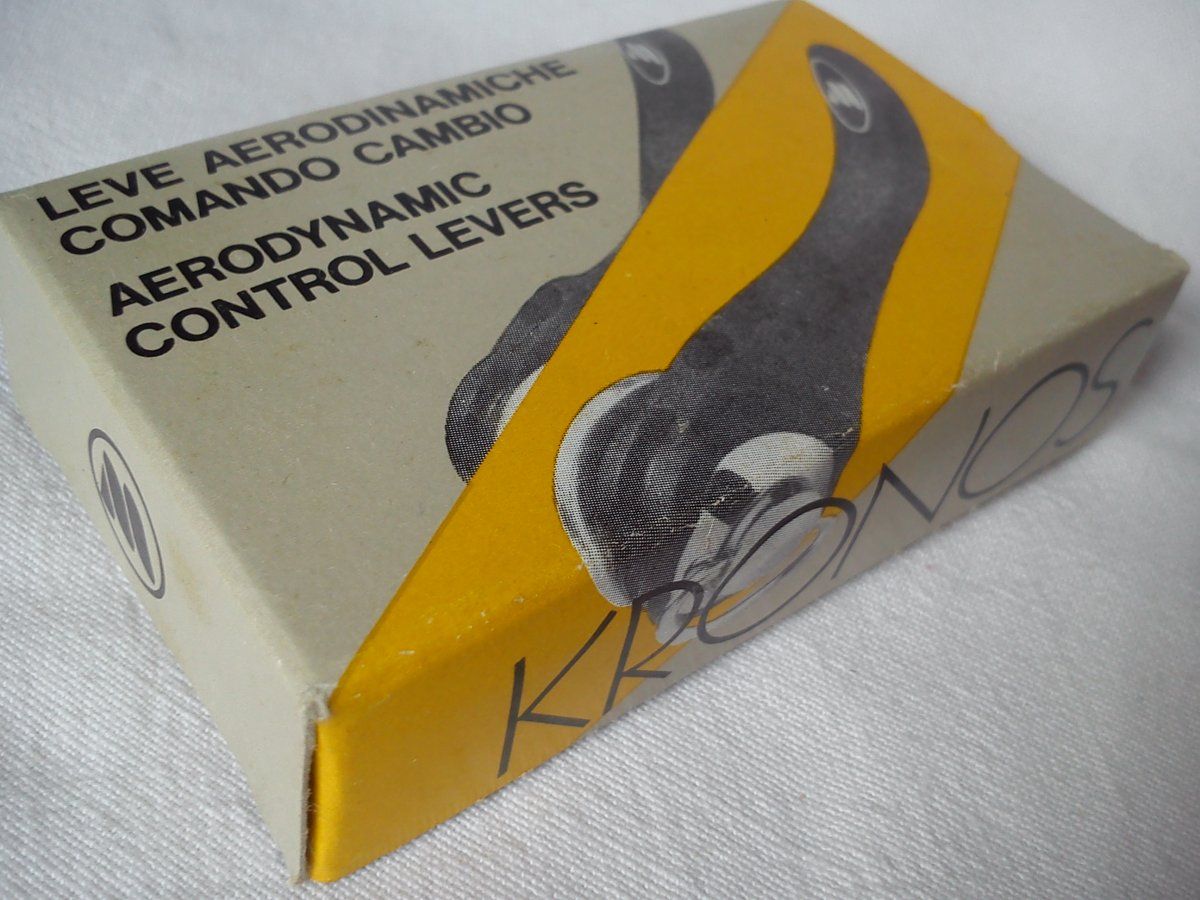 LEVE AERODINAMICHE
COMANDO CAMBIO
AERODYNAMIC
CONTROL LEVERS
KRONOS